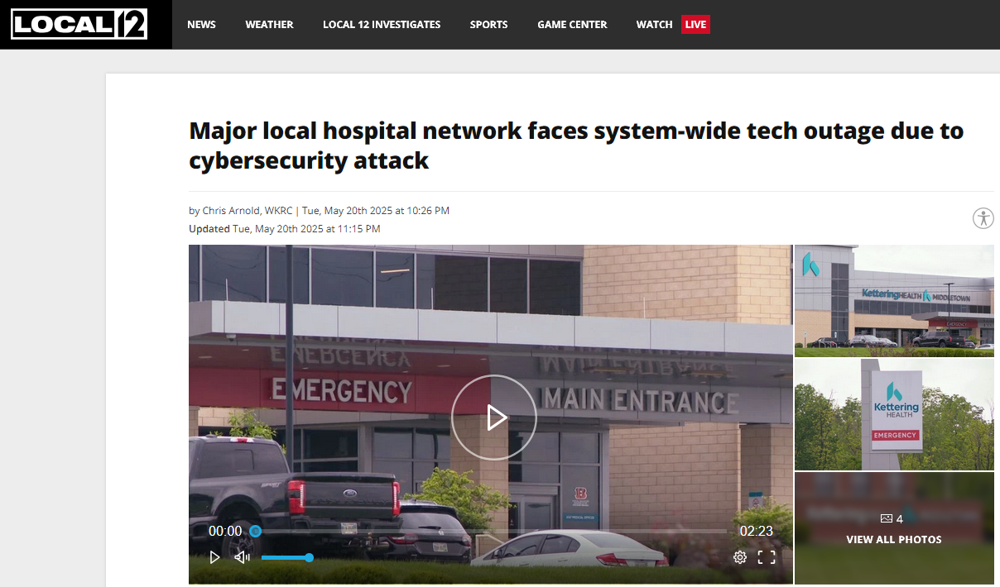 LOCAL 12
NEWS
WEATHER
LOCAL 12 INVESTIGATES
SPORTS
GAME CENTER
WATCH LIVE
Major local hospital network faces system-wide tech outage due to
cybersecurity attack
by Chris Arnold, WKRC | Tue, May 20th 2025 at 10:26 PM
Updated Tue, May 20th 2025 at 11:15 PM
EMERGENCY
MAIN ENTRANCE
Ford
B
00:00
02:23
KetteringHEALTH MIDDLETOWN
EMERGENCY
Kettering
HEALTH
EMERGENCY
4
VIEW ALL PHOTOS